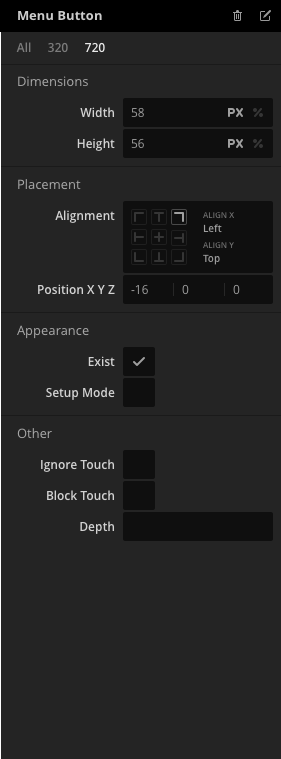 Menu Button
All 320 720
Dimensions
Width 58 PX %
Height 56 PX %
Placement
Alignment
ALIGN X
Left
ALIGN Y
Top
Position X Y Z -16 0 0
Appearance
Exist
Setup Mode
Other
Ignore Touch
Block Touch
Depth